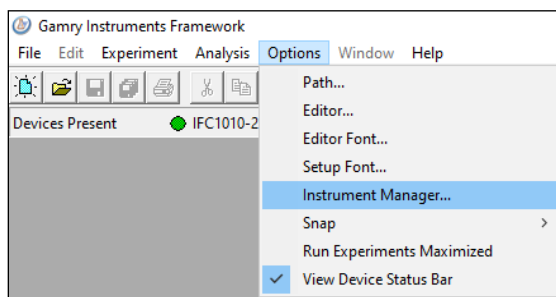 Gamry Instruments Framework
File Edit Experiment Analysis Options Window Help
Path...
Devices Present IFC1010-2
Editor...
Editor Font...
Setup Font...
Instrument Manager...
Snap
Run Experiments Maximized
View Device Status Bar